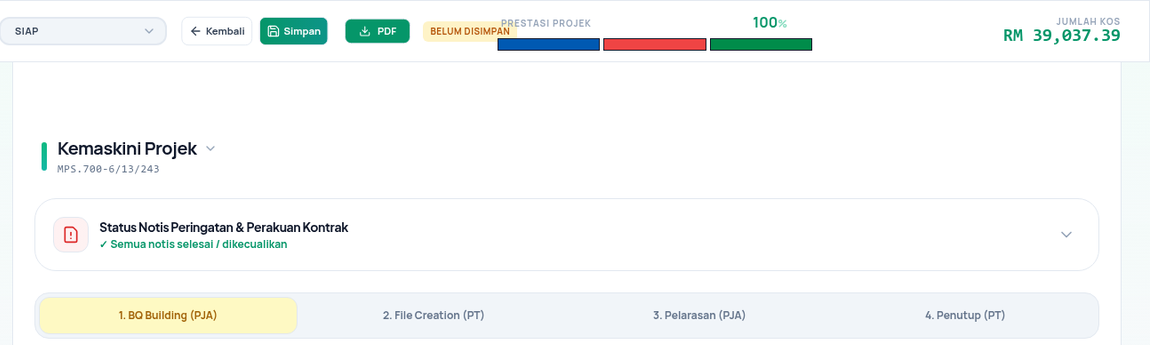 SIAP
Kembali
Simpan
PDF
BELUM DISIMPAN
PRESTASI PROJEK
100%
JUMLAH KOS
RM 39,037.39
Kemaskini Projek
MPS.700-6/13/243
Status Notis Peringatan & Perakuan Kontrak
✓ Semua notis selesai / dikecualikan
1. BQ Building (PJA)
2. File Creation (PT)
3. Pelarasan (PJA)
4. Penutup (PT)